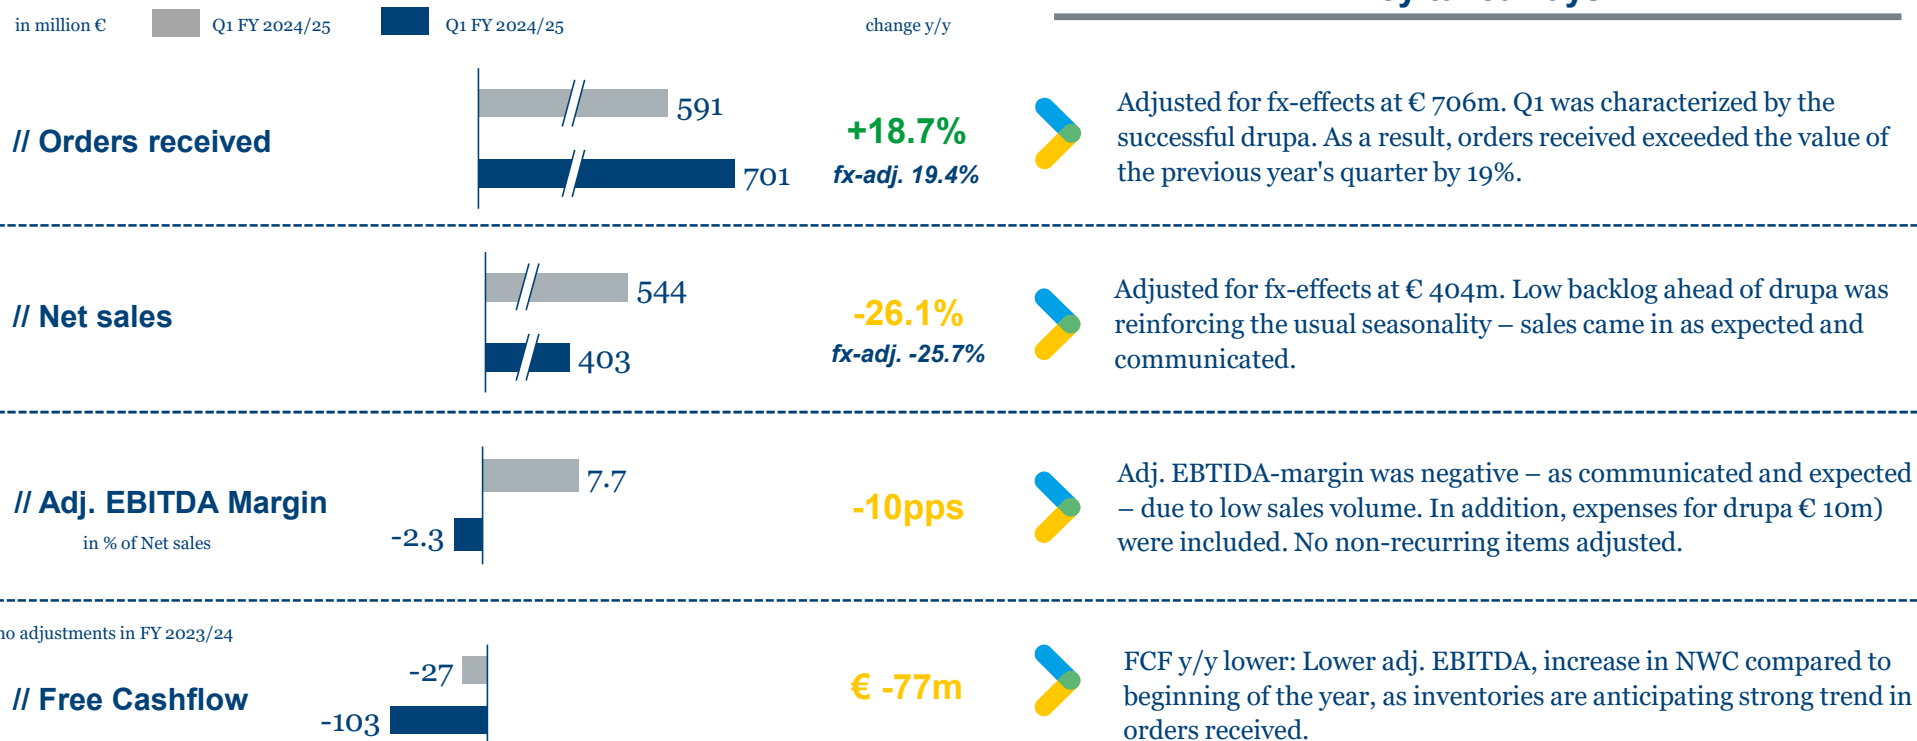 in million €
Q1 FY 2024/25
Q1 FY 2024/25
change y/y
// Orders received
591
701
+18.7%
fx-adj. 19.4%
Adjusted for fx-effects at € 706m. Q1 was characterized by the
successful drupa. As a result, orders received exceeded the value of
the previous year's quarter by 19%.
// Net sales
544
403
-26.1%
fx-adj. -25.7%
Adjusted for fx-effects at € 404m. Low backlog ahead of drupa was
reinforcing the usual seasonality – sales came in as expected and
communicated.
// Adj. EBITDA Margin
in % of Net sales
7.7
-2.3
-10pps
Adj. EBTIDA-margin was negative – as communicated and expected
– due to low sales volume. In addition, expenses for drupa € 10m)
were included. No non-recurring items adjusted.
no adjustments in FY 2023/24
// Free Cashflow
-27
-103
€ -77m
FCF y/y lower: Lower adj. EBITDA, increase in NWC compared to
beginning of the year, as inventories are anticipating strong trend in
orders received.